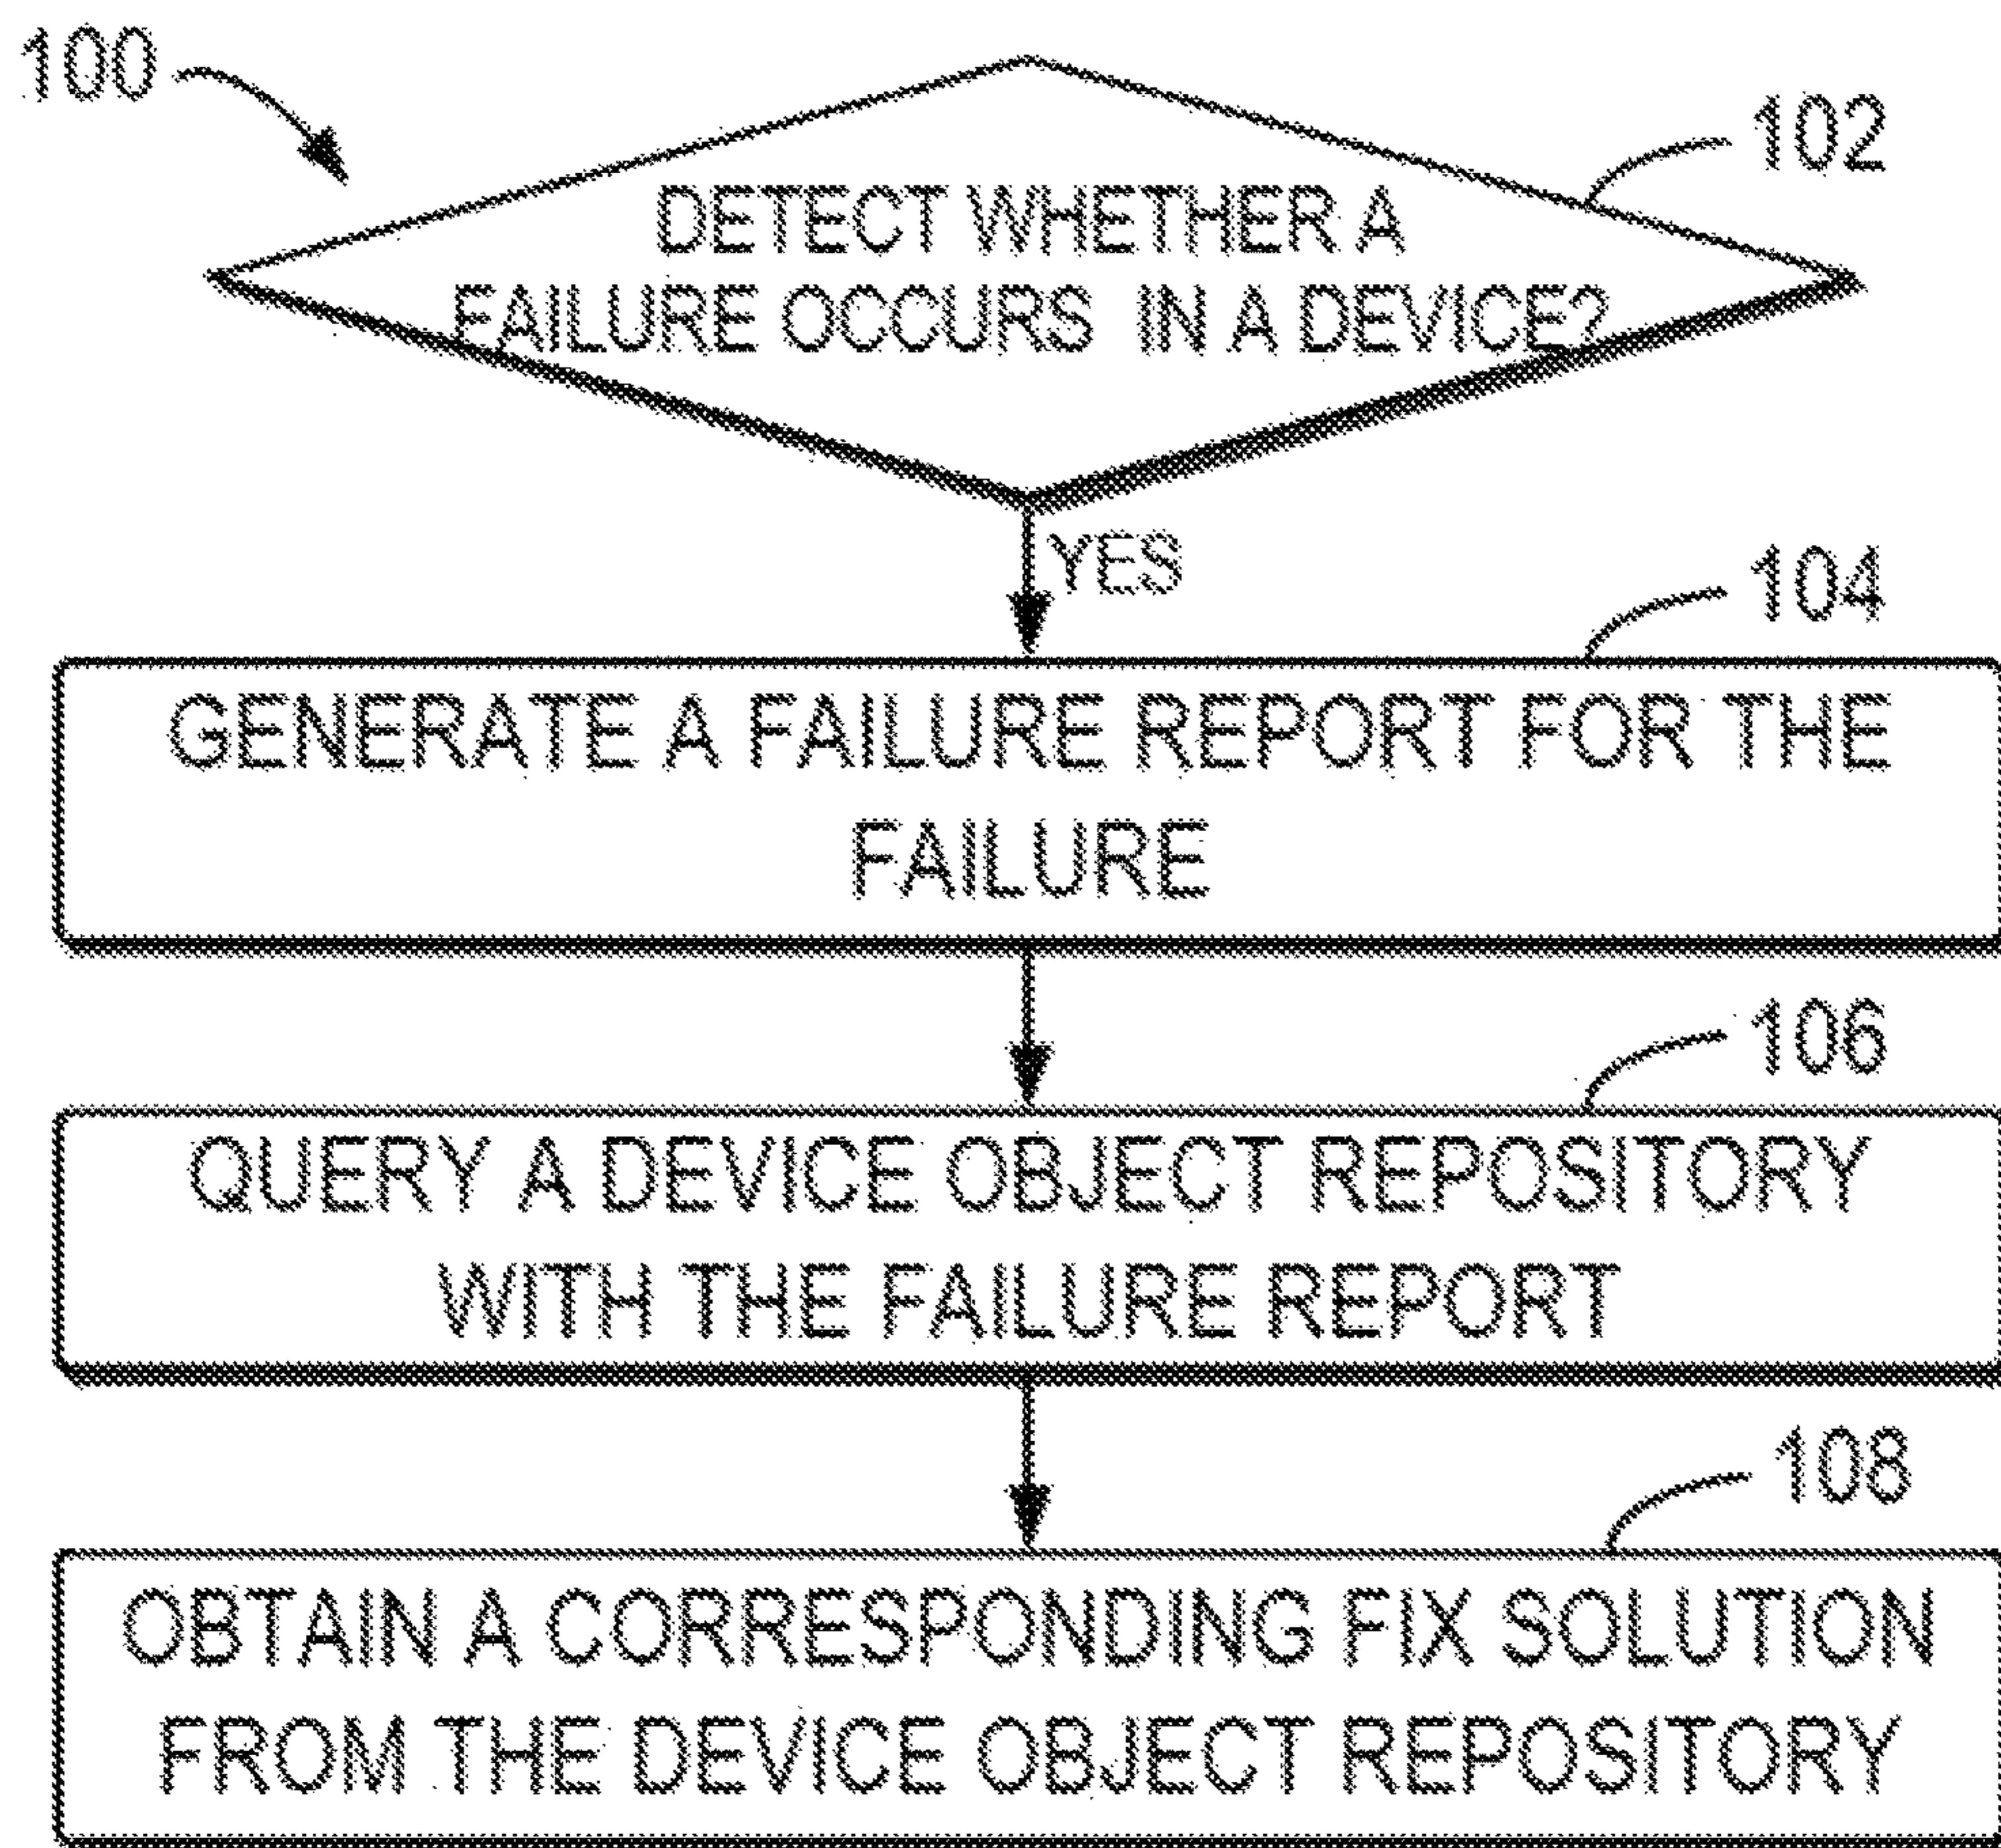 100
102
DETECT WHETHER A
FAILURE OCCURS IN A DEVICE?
YES
104
GENERATE A FAILURE REPORT FOR THE
FAILURE
106
QUERY A DEVICE OBJECT REPOSITORY
WITH THE FAILURE REPORT
108
OBTAIN A CORRESPONDING FIX SOLUTION
FROM THE DEVICE OBJECT REPOSITORY